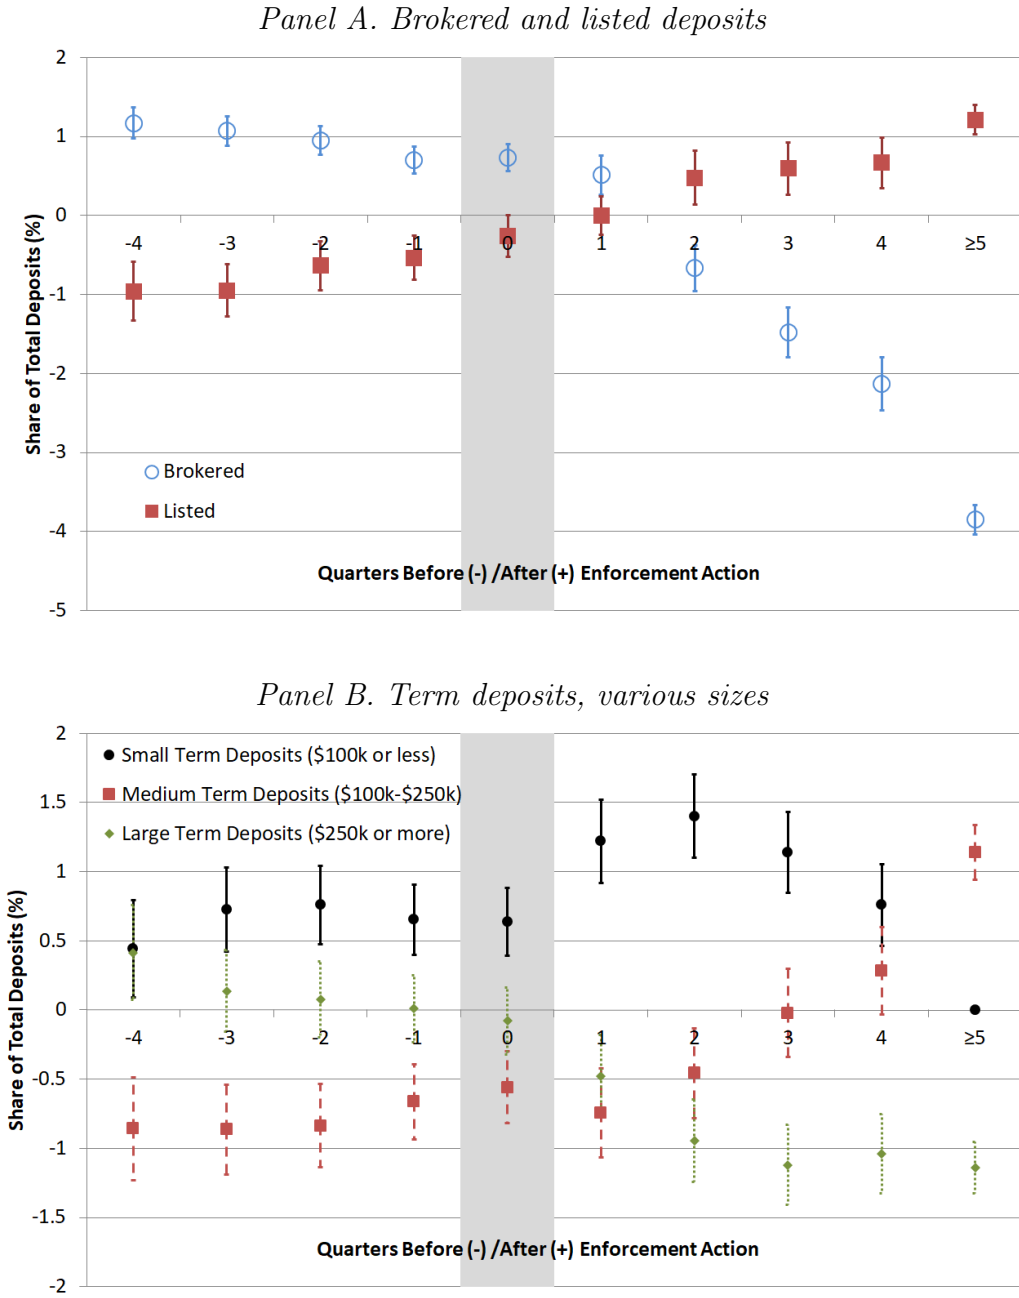 Panel A. Brokered and listed deposits
2
1
0
-1
-2
-3
-4
-5
Share of Total Deposits (%)
-4 -3 -2 -1 0 1 2 3 4 ≥5
Brokered
Listed
Quarters Before (-) /After (+) Enforcement Action
Panel B. Term deposits, various sizes
2
1.5
1
0.5
0
-0.5
-1
-1.5
-2
Share of Total Deposits (%)
Small Term Deposits ($100k or less)
Medium Term Deposits ($100k-$250k)
Large Term Deposits ($250k or more)
-4 -3 -2 -1 0 1 2 3 4 ≥5
Quarters Before (-) /After (+) Enforcement Action